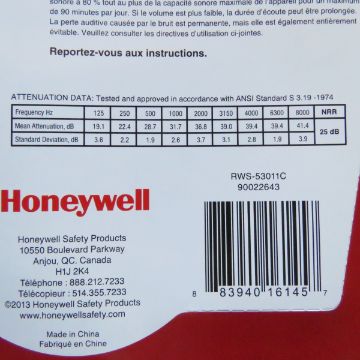 sonore à 80 % tout au plus de la capacité sonore maximale de l'appareil pour un maximum
de 90 minutes par jour. Si le volume est plus faible, la durée d'écoute peut être prolongée.
La perte auditive causée par le bruit est permanente, mais elle est également entièrement
évitable. Veuillez consulter les directives d'utilisation ci-jointes.
Reportez-vous aux instructions.
ATTENUATION DATA: Tested and approved in accordance with ANSI Standard S 3.19 -1974
Frequency Hz 125 250 500 1000 2000 3150 4000 6300 8000 NRR
Mean Attenuation, dB 19.1 22.4 28.7 31.7 36.8 39.0 39.4 39.4 41.4 25 dB
Standard Deviation, dB 3.6 2.2 1.9 2.6 3.7 3.1 2.8 1.9 3.9
Honeywell
Honeywell Safety Products
10550 Boulevard Parkway
Anjou, QC. Canada
H1J 2K4
Téléphone : 888.212.7233
Télécopieur : 514.355.7233
©2013 Honeywell Safety Products
www.honeywellsafety.com
Made in China
Fabriqué en Chine
RWS-53011C
90022643
8 83940 16145 7